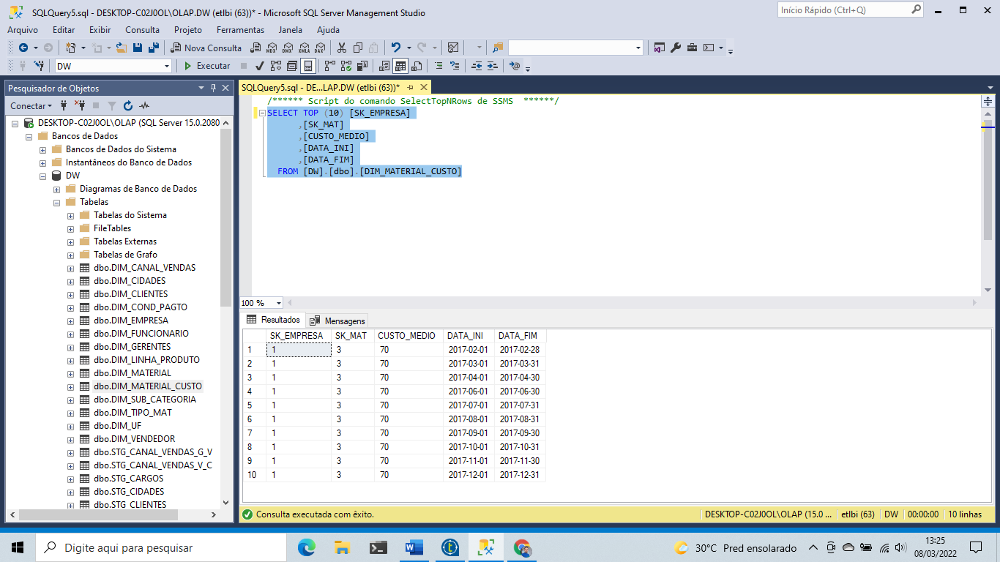 SQLQuery5.sql - DESKTOP-C02J0OL\OLAP.DW (etlbi (63))* - Microsoft SQL Server Management Studio
Início Rápido (Ctrl+Q)
Arquivo Editar Exibir Consulta Projeto Ferramentas Janela Ajuda
Nova Consulta MDX DMX XMLA DAX
DW Executar
Pesquisador de Objetos
Conectar
DESKTOP-C02J0OL\OLAP (SQL Server 15.0.2080
Bancos de Dados
Bancos de Dados do Sistema
Instantâneos do Banco de Dados
DW
Diagramas de Banco de Dados
Tabelas
Tabelas do Sistema
FileTables
Tabelas Externas
Tabelas de Grafo
dbo.DIM_CANAL_VENDAS
dbo.DIM_CIDADES
dbo.DIM_CLIENTES
dbo.DIM_COND_PAGTO
dbo.DIM_EMPRESA
dbo.DIM_FUNCIONARIO
dbo.DIM_GERENTES
dbo.DIM_LINHA_PRODUTO
dbo.DIM_MATERIAL
dbo.DIM_MATERIAL_CUSTO
dbo.DIM_SUB_CATEGORIA
dbo.DIM_TIPO_MAT
dbo.DIM_UF
dbo.DIM_VENDEDOR
dbo.STG_CANAL_VENDAS_G_V
dbo.STG_CANAL_VENDAS_V_C
dbo.STG_CARGOS
dbo.STG_CIDADES
dbo.STG_CLIENTES
SQLQuery5.sql - DE...LAP.DW (etlbi (63))*
/****** Script do comando SelectTopNRows de SSMS ******/
SELECT TOP (10) [SK_EMPRESA]
,[SK_MAT]
,[CUSTO_MEDIO]
,[DATA_INI]
,[DATA_FIM]
FROM [DW].[dbo].[DIM_MATERIAL_CUSTO]
100 %
Resultados Mensagens
SK_EMPRESA SK_MAT CUSTO_MEDIO DATA_INI DATA_FIM
1 1 3 70 2017-02-01 2017-02-28
2 1 3 70 2017-03-01 2017-03-31
3 1 3 70 2017-04-01 2017-04-30
4 1 3 70 2017-06-01 2017-06-30
5 1 3 70 2017-07-01 2017-07-31
6 1 3 70 2017-08-01 2017-08-31
7 1 3 70 2017-09-01 2017-09-30
8 1 3 70 2017-10-01 2017-10-31
9 1 3 70 2017-11-01 2017-11-30
10 1 3 70 2017-12-01 2017-12-31
Consulta executada com êxito. DESKTOP-C02J0OL\OLAP (15.0 ... etlbi (63) DW 00:00:00 10 linhas
Digite aqui para pesquisar
30°C Pred ensolarado
13:25
08/03/2022